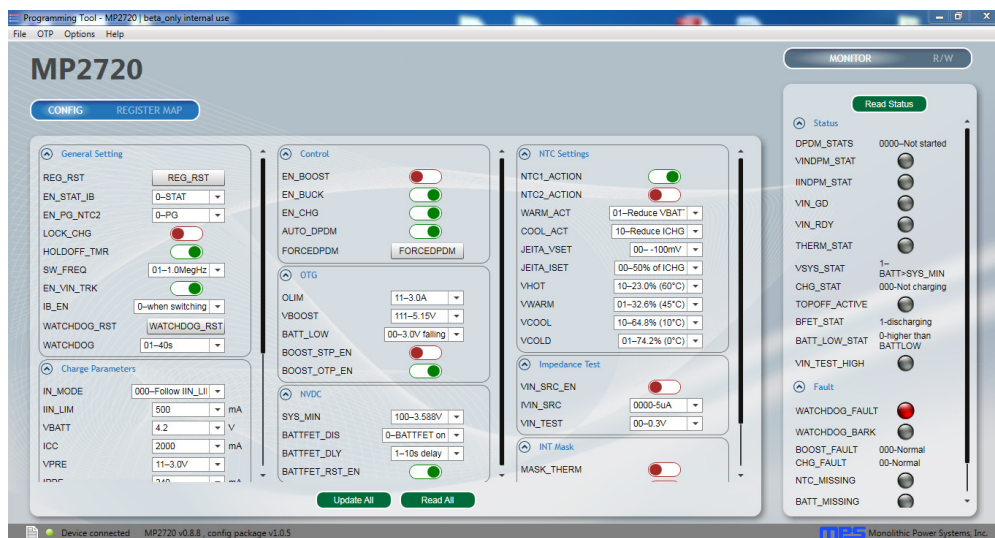 Programming Tool - MP2720 | beta_only internal use
File OTP Options Help
MP2720
MONITOR R/W
CONFIG REGISTER MAP
General Setting
REG_RST REG_RST
EN_STAT_IB 0–STAT
EN_PG_NTC2 0–PG
LOCK_CHG
HOLDOFF_TMR
SW_FREQ 01–1.0MegHz
EN_VIN_TRK
IB_EN 0–when switching
WATCHDOG_RST WATCHDOG_RST
WATCHDOG 01–40s
Charge Parameters
IN_MODE 000–Follow IIN_LII
IIN_LIM 500 mA
VBATT 4.2 V
ICC 2000 mA
VPRE 11–3.0V
Control
EN_BOOST
EN_BUCK
EN_CHG
AUTO_DPDM
FORCEDPDM FORCEDPDM
OTG
OLIM 11–3.0A
VBOOST 111–5.15V
BATT_LOW 00–3.0V falling
BOOST_STP_EN
BOOST_OTP_EN
NVDC
SYS_MIN 100–3.588V
BATTFET_DIS 0–BATTFET on
BATTFET_DLY 1–10s delay
BATTFET_RST_EN
NTC Settings
NTC1_ACTION
NTC2_ACTION
WARM_ACT 01–Reduce VBAT
COOL_ACT 10–Reduce ICHG
JEITA_VSET 00– -100mV
JEITA_ISET 00–50% of ICHG
VHOT 10–23.0% (60°C)
VWARM 01–32.6% (45°C)
VCOOL 10–64.8% (10°C)
VCOLD 01–74.2% (0°C)
Impedance Test
VIN_SRC_EN
IVIN_SRC 0000-5uA
VIN_TEST 00–0.3V
INT Mask
MASK_THERM
Update All Read All
Read Status
Status
DPDM_STATS 0000–Not started
VINDPM_STAT
IINDPM_STAT
VIN_GD
VIN_RDY
THERM_STAT
VSYS_STAT 1–
BATT>SYS_MIN
CHG_STAT 000-Not charging
TOPOFF_ACTIVE
BFET_STAT 1-discharging
BATT_LOW_STAT 0-higher than
BATTLOW
VIN_TEST_HIGH
Fault
WATCHDOG_FAULT
WATCHDOG_BARK
BOOST_FAULT 000-Normal
CHG_FAULT 00-Normal
NTC_MISSING
BATT_MISSING
Device connected MP2720 v0.8.8 , config package v1.0.5
mps Monolithic Power Systems, Inc.